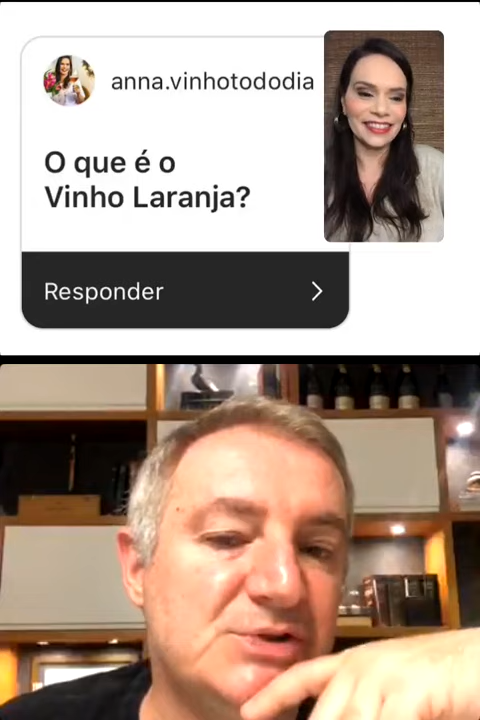 anna.vinhotododia
O que é o
Vinho Laranja?
Responder